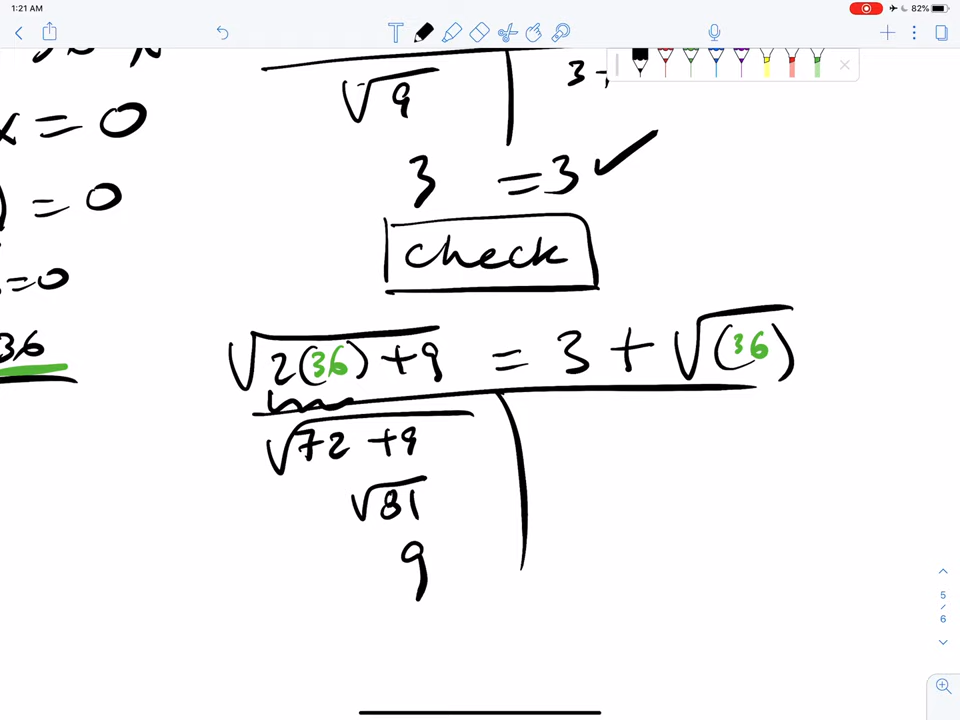 1:21 AM
82%
T
x = 0
√9
3 +
) = 0
3 = 3 ✓
=0
Check
36
√2(36) + 9 = 3 + √(36)
√72 + 9
√81
9
5
/
6